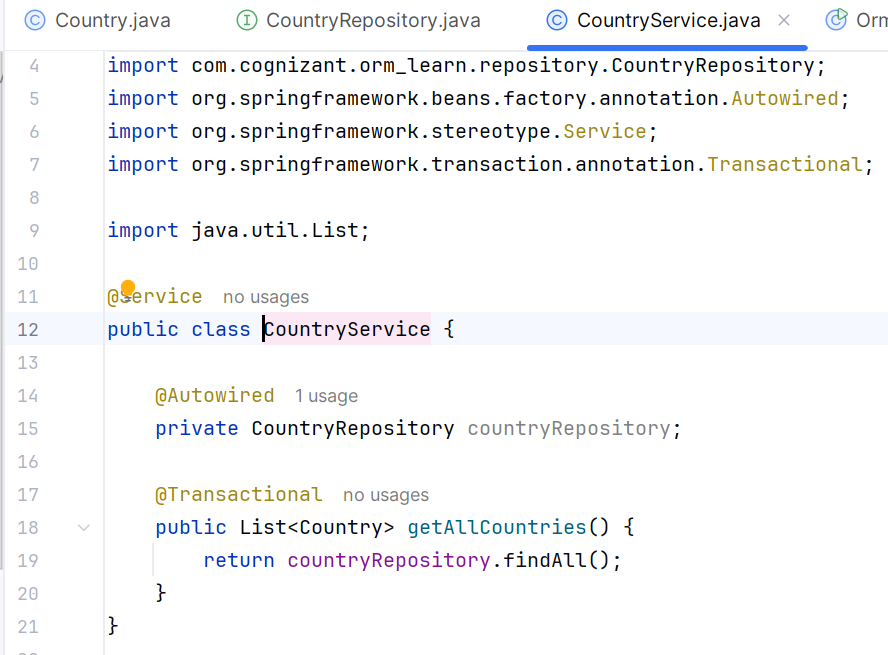 Country.java CountryRepository.java CountryService.java Orm
4 import com.cognizant.orm_learn.repository.CountryRepository;
5 import org.springframework.beans.factory.annotation.Autowired;
6 import org.springframework.stereotype.Service;
7 import org.springframework.transaction.annotation.Transactional;
8
9 import java.util.List;
10
11 @Service no usages
12 public class CountryService {
13
14 @Autowired 1 usage
15 private CountryRepository countryRepository;
16
17 @Transactional no usages
18 public List<Country> getAllCountries() {
19 return countryRepository.findAll();
20 }
21 }